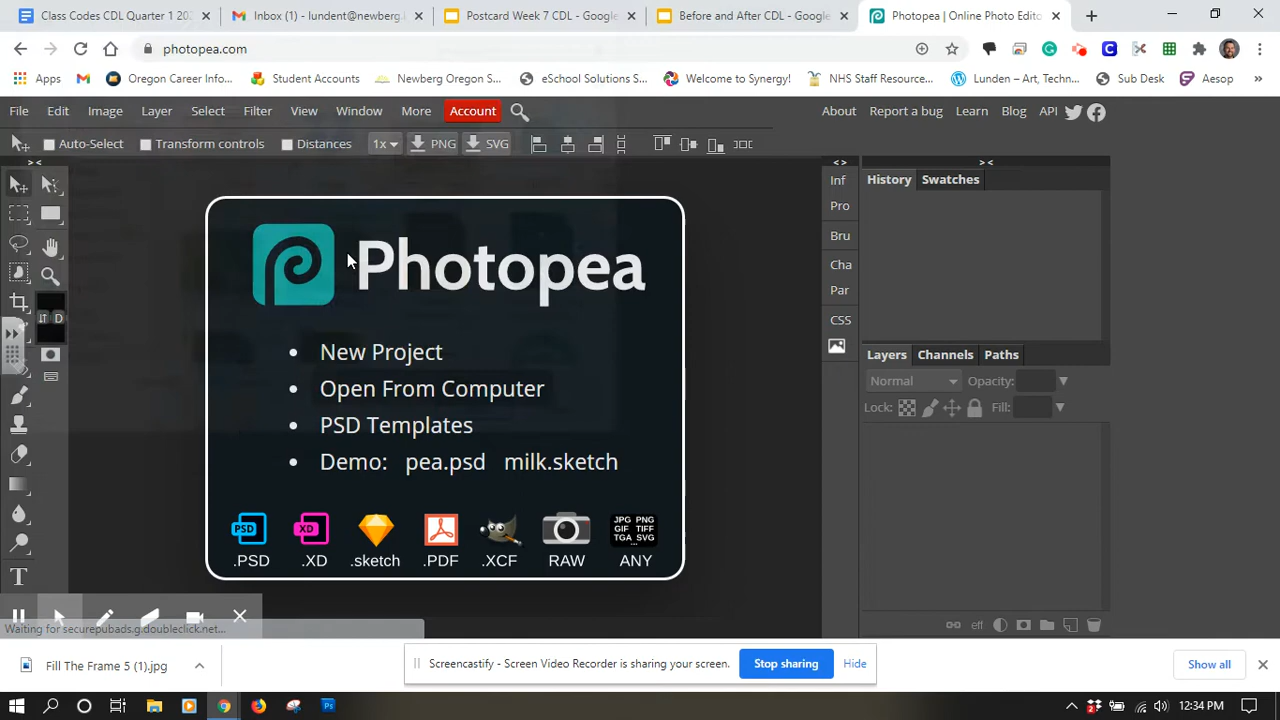 Class Codes CDL Quarter 1 202
Inbox (1) - lundent@newberg
Postcard Week 7 CDL - Google
Before and After CDL - Google
Photopea | Online Photo Edito
photopea.com
Apps
Oregon Career Info...
Student Accounts
Newberg Oregon S...
eSchool Solutions S...
Welcome to Synergy!
NHS Staff Resource...
Lunden – Art, Techn...
Sub Desk
Aesop
»
File Edit Image Layer Select Filter View Window More Account
About Report a bug Learn Blog API
Auto-Select Transform controls Distances 1x PNG SVG
> <
< >
> <
Inf
Pro
Bru
Cha
Par
CSS
History Swatches
Layers Channels Paths
Normal Opacity:
Lock: Fill:
eff
D
T
Photopea
• New Project
• Open From Computer
• PSD Templates
• Demo: pea.psd milk.sketch
PSD
XD
JPG PNG
GIF TIFF
TGA SVG
...
.PSD .XD .sketch .PDF .XCF RAW ANY
Waiting for securepubads.g.doubleclick.net...
Fill The Frame 5 (1).jpg
Screencastify - Screen Video Recorder is sharing your screen.
Stop sharing
Hide
Show all
Ps
12:34 PM